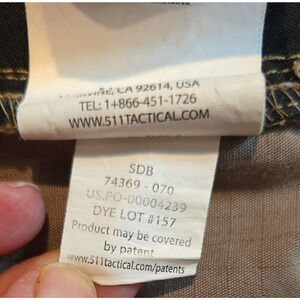 IRVINE, CA 92614, USA
TEL: 1+866-451-1726
WWW.511TACTICAL.COM
SDB
74369 - 070
US.PO-00004239
DYE LOT #157
Product may be covered
by patent
www.511tactical.com/patents